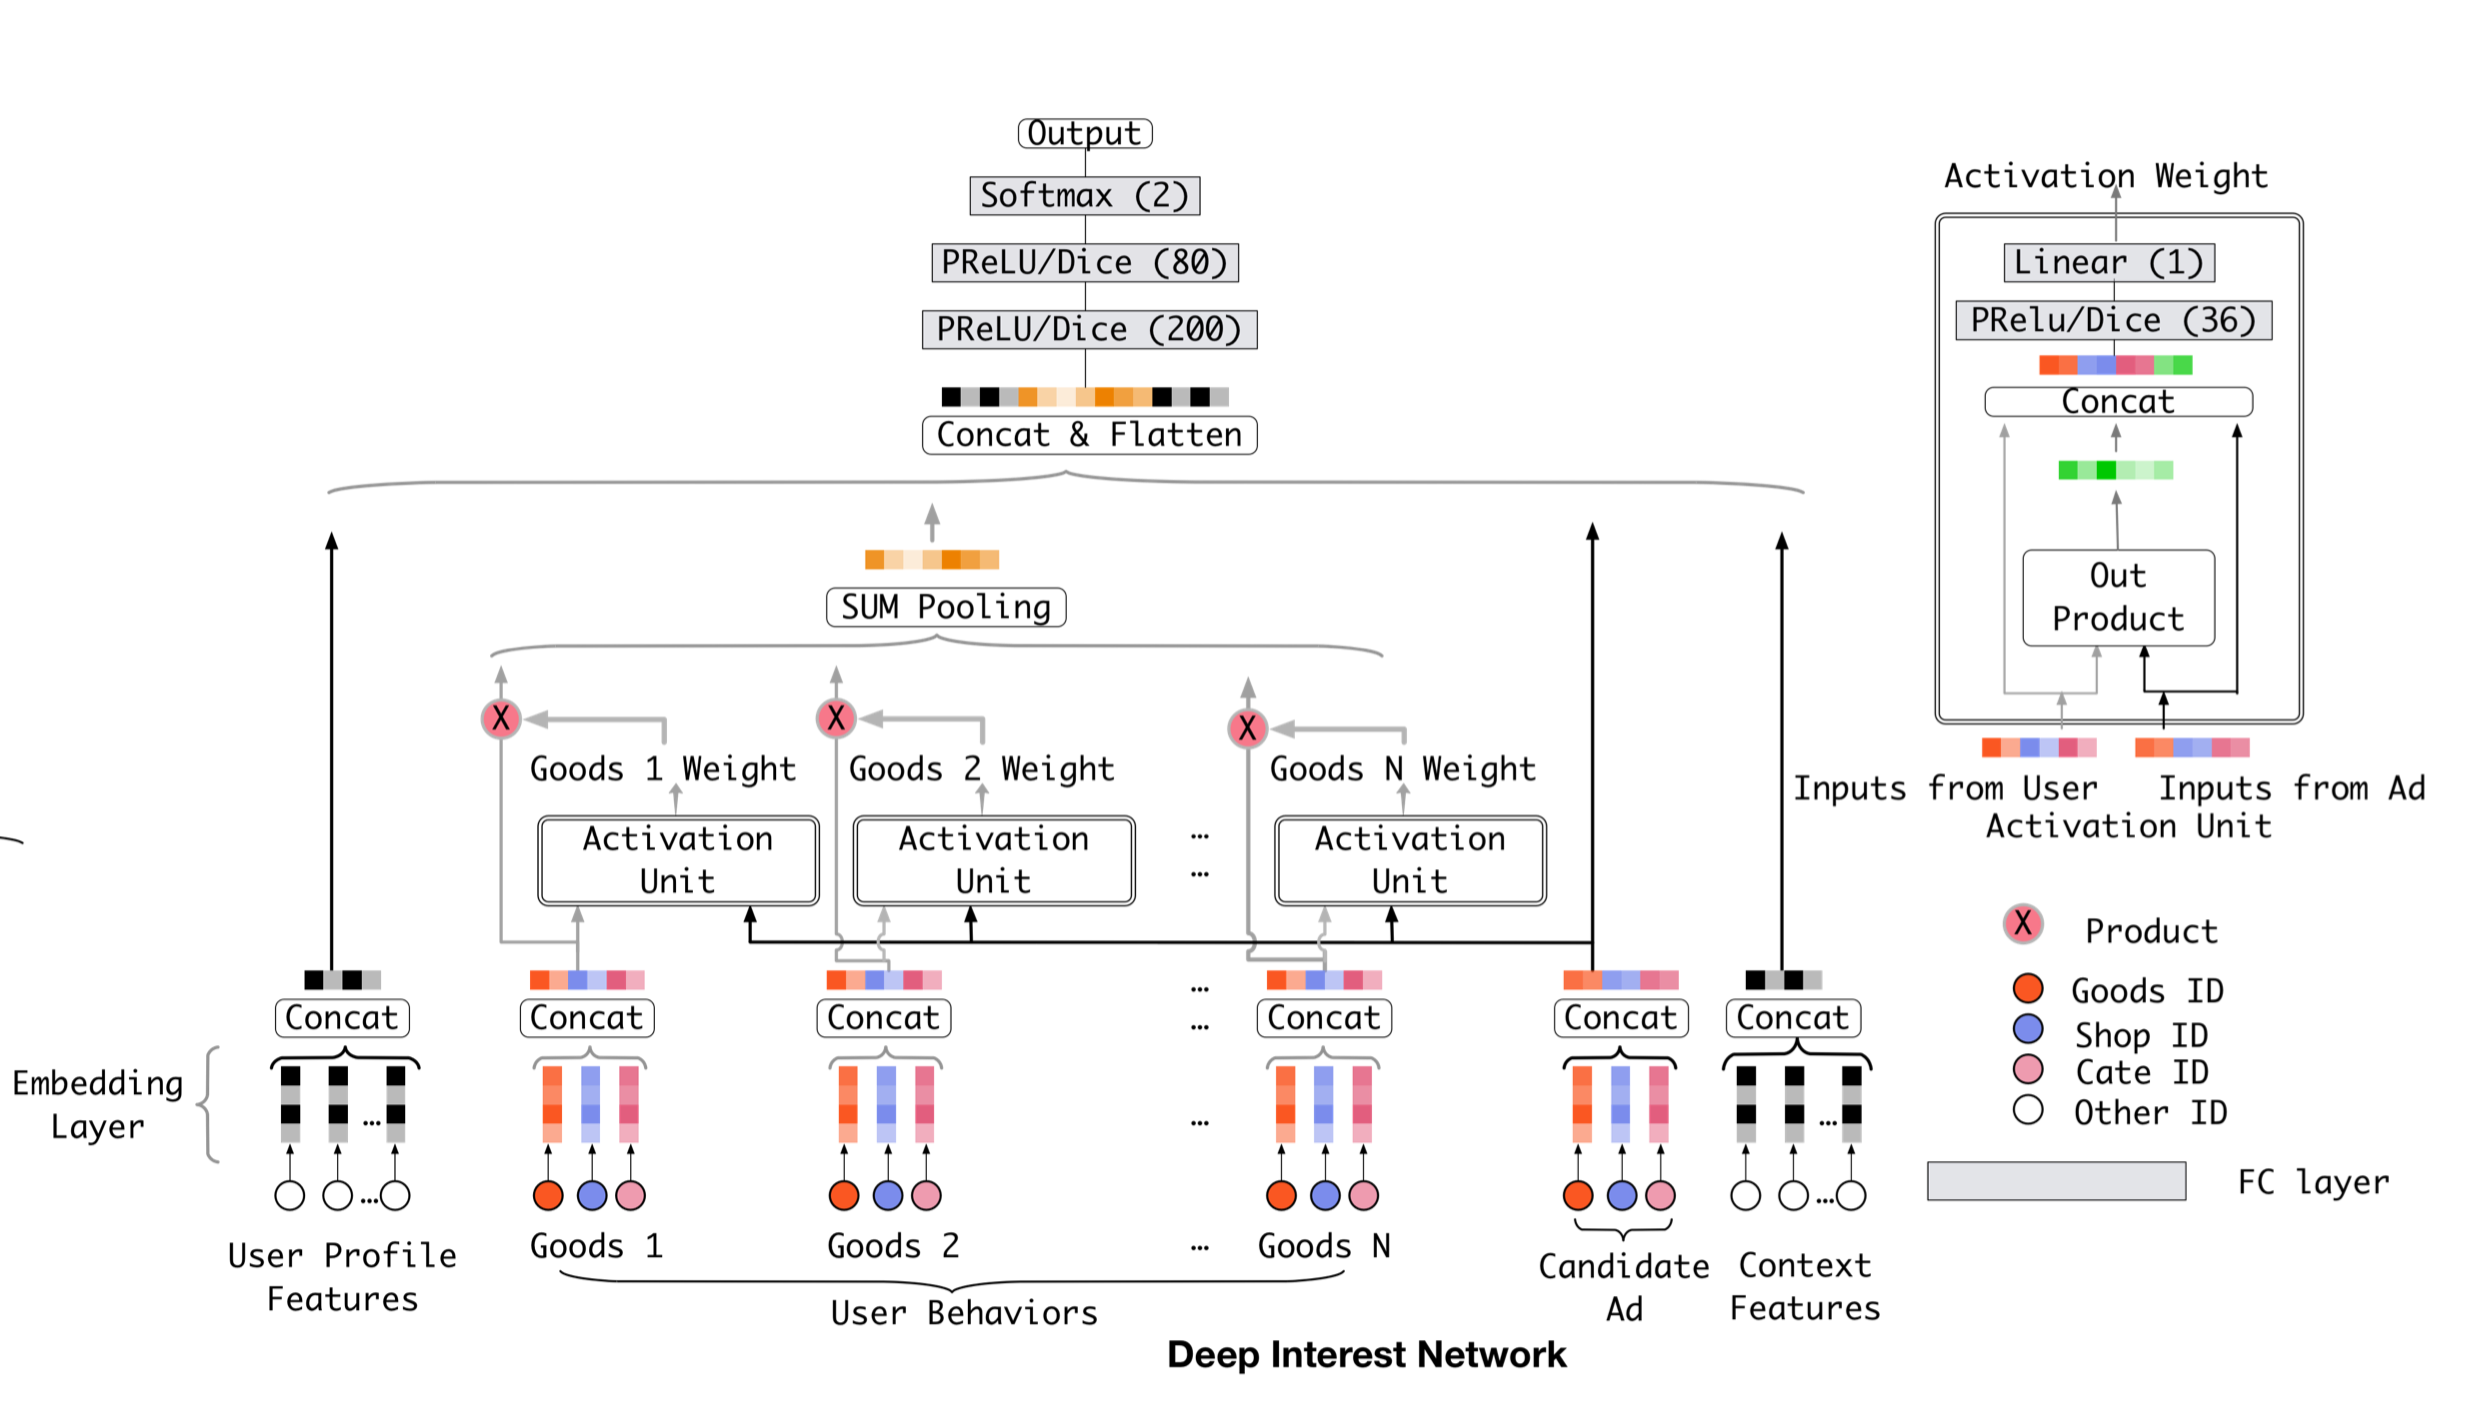 Output
Softmax (2)
PReLU/Dice (80)
PReLU/Dice (200)
Concat & Flatten
SUM Pooling
X
X
X
Goods 1 Weight
Goods 2 Weight
Goods N Weight
Activation
Unit
Activation
Unit
...
...
Activation
Unit
...
Concat
Concat
Concat
...
Concat
Concat
Concat
Embedding
Layer
...
...
...
...
...
User Profile
Features
Goods 1
Goods 2
...
Goods N
User Behaviors
Candidate
Ad
Context
Features
Deep Interest Network
Activation Weight
Linear (1)
PRelu/Dice (36)
Concat
Out
Product
Inputs from User
Inputs from Ad
Activation Unit
X
Product
Goods ID
Shop ID
Cate ID
Other ID
FC layer